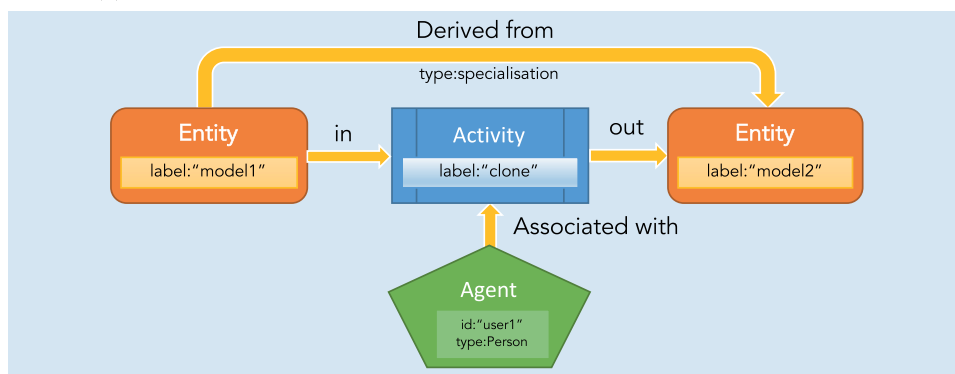 Derived from
type:specialisation
Entity
label:“model1”
in
Activity
label:“clone”
out
Entity
label:“model2”
Associated with
Agent
id:“user1”
type:Person